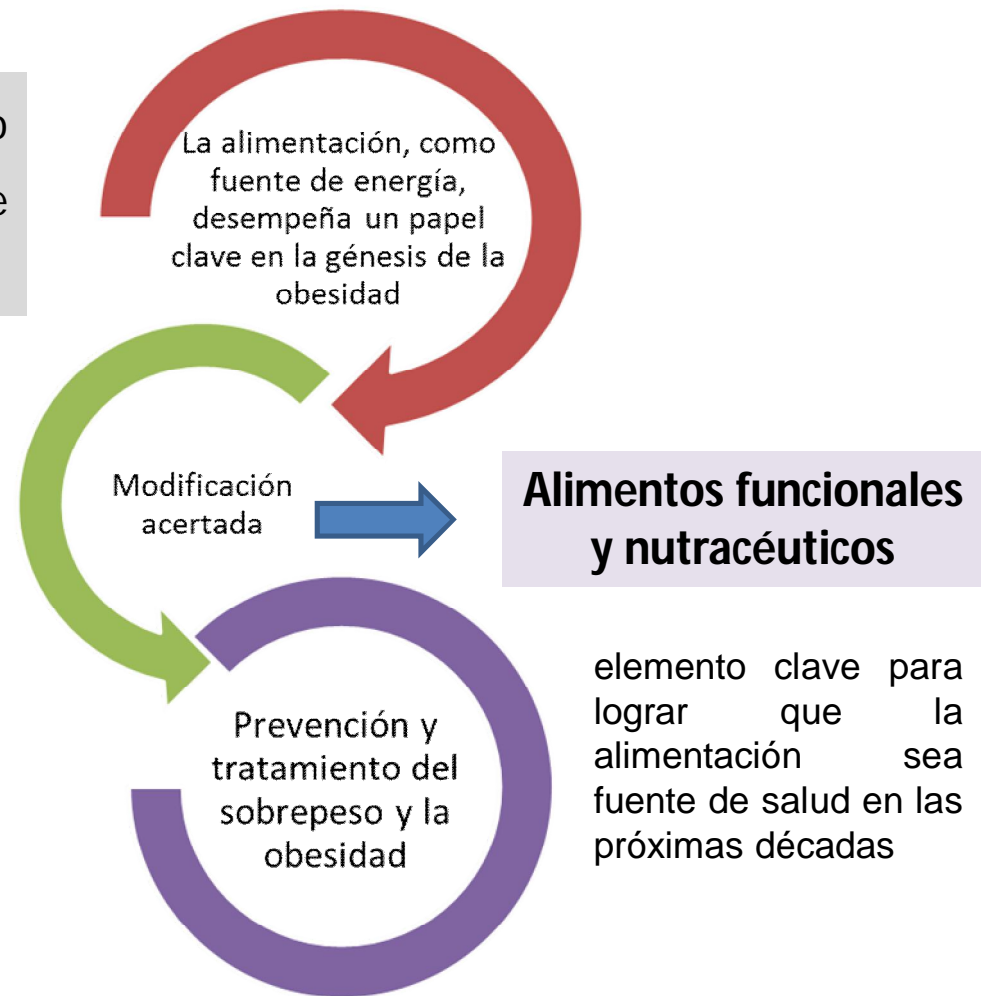 La alimentación, como
fuente de energía,
desempeña un papel
clave en la génesis de la
obesidad
Modificación
acertada
Alimentos funcionales
y nutracéuticos
Prevención y
tratamiento del
sobrepeso y la
obesidad
elemento clave para
lograr que la
alimentación sea
fuente de salud en las
próximas décadas